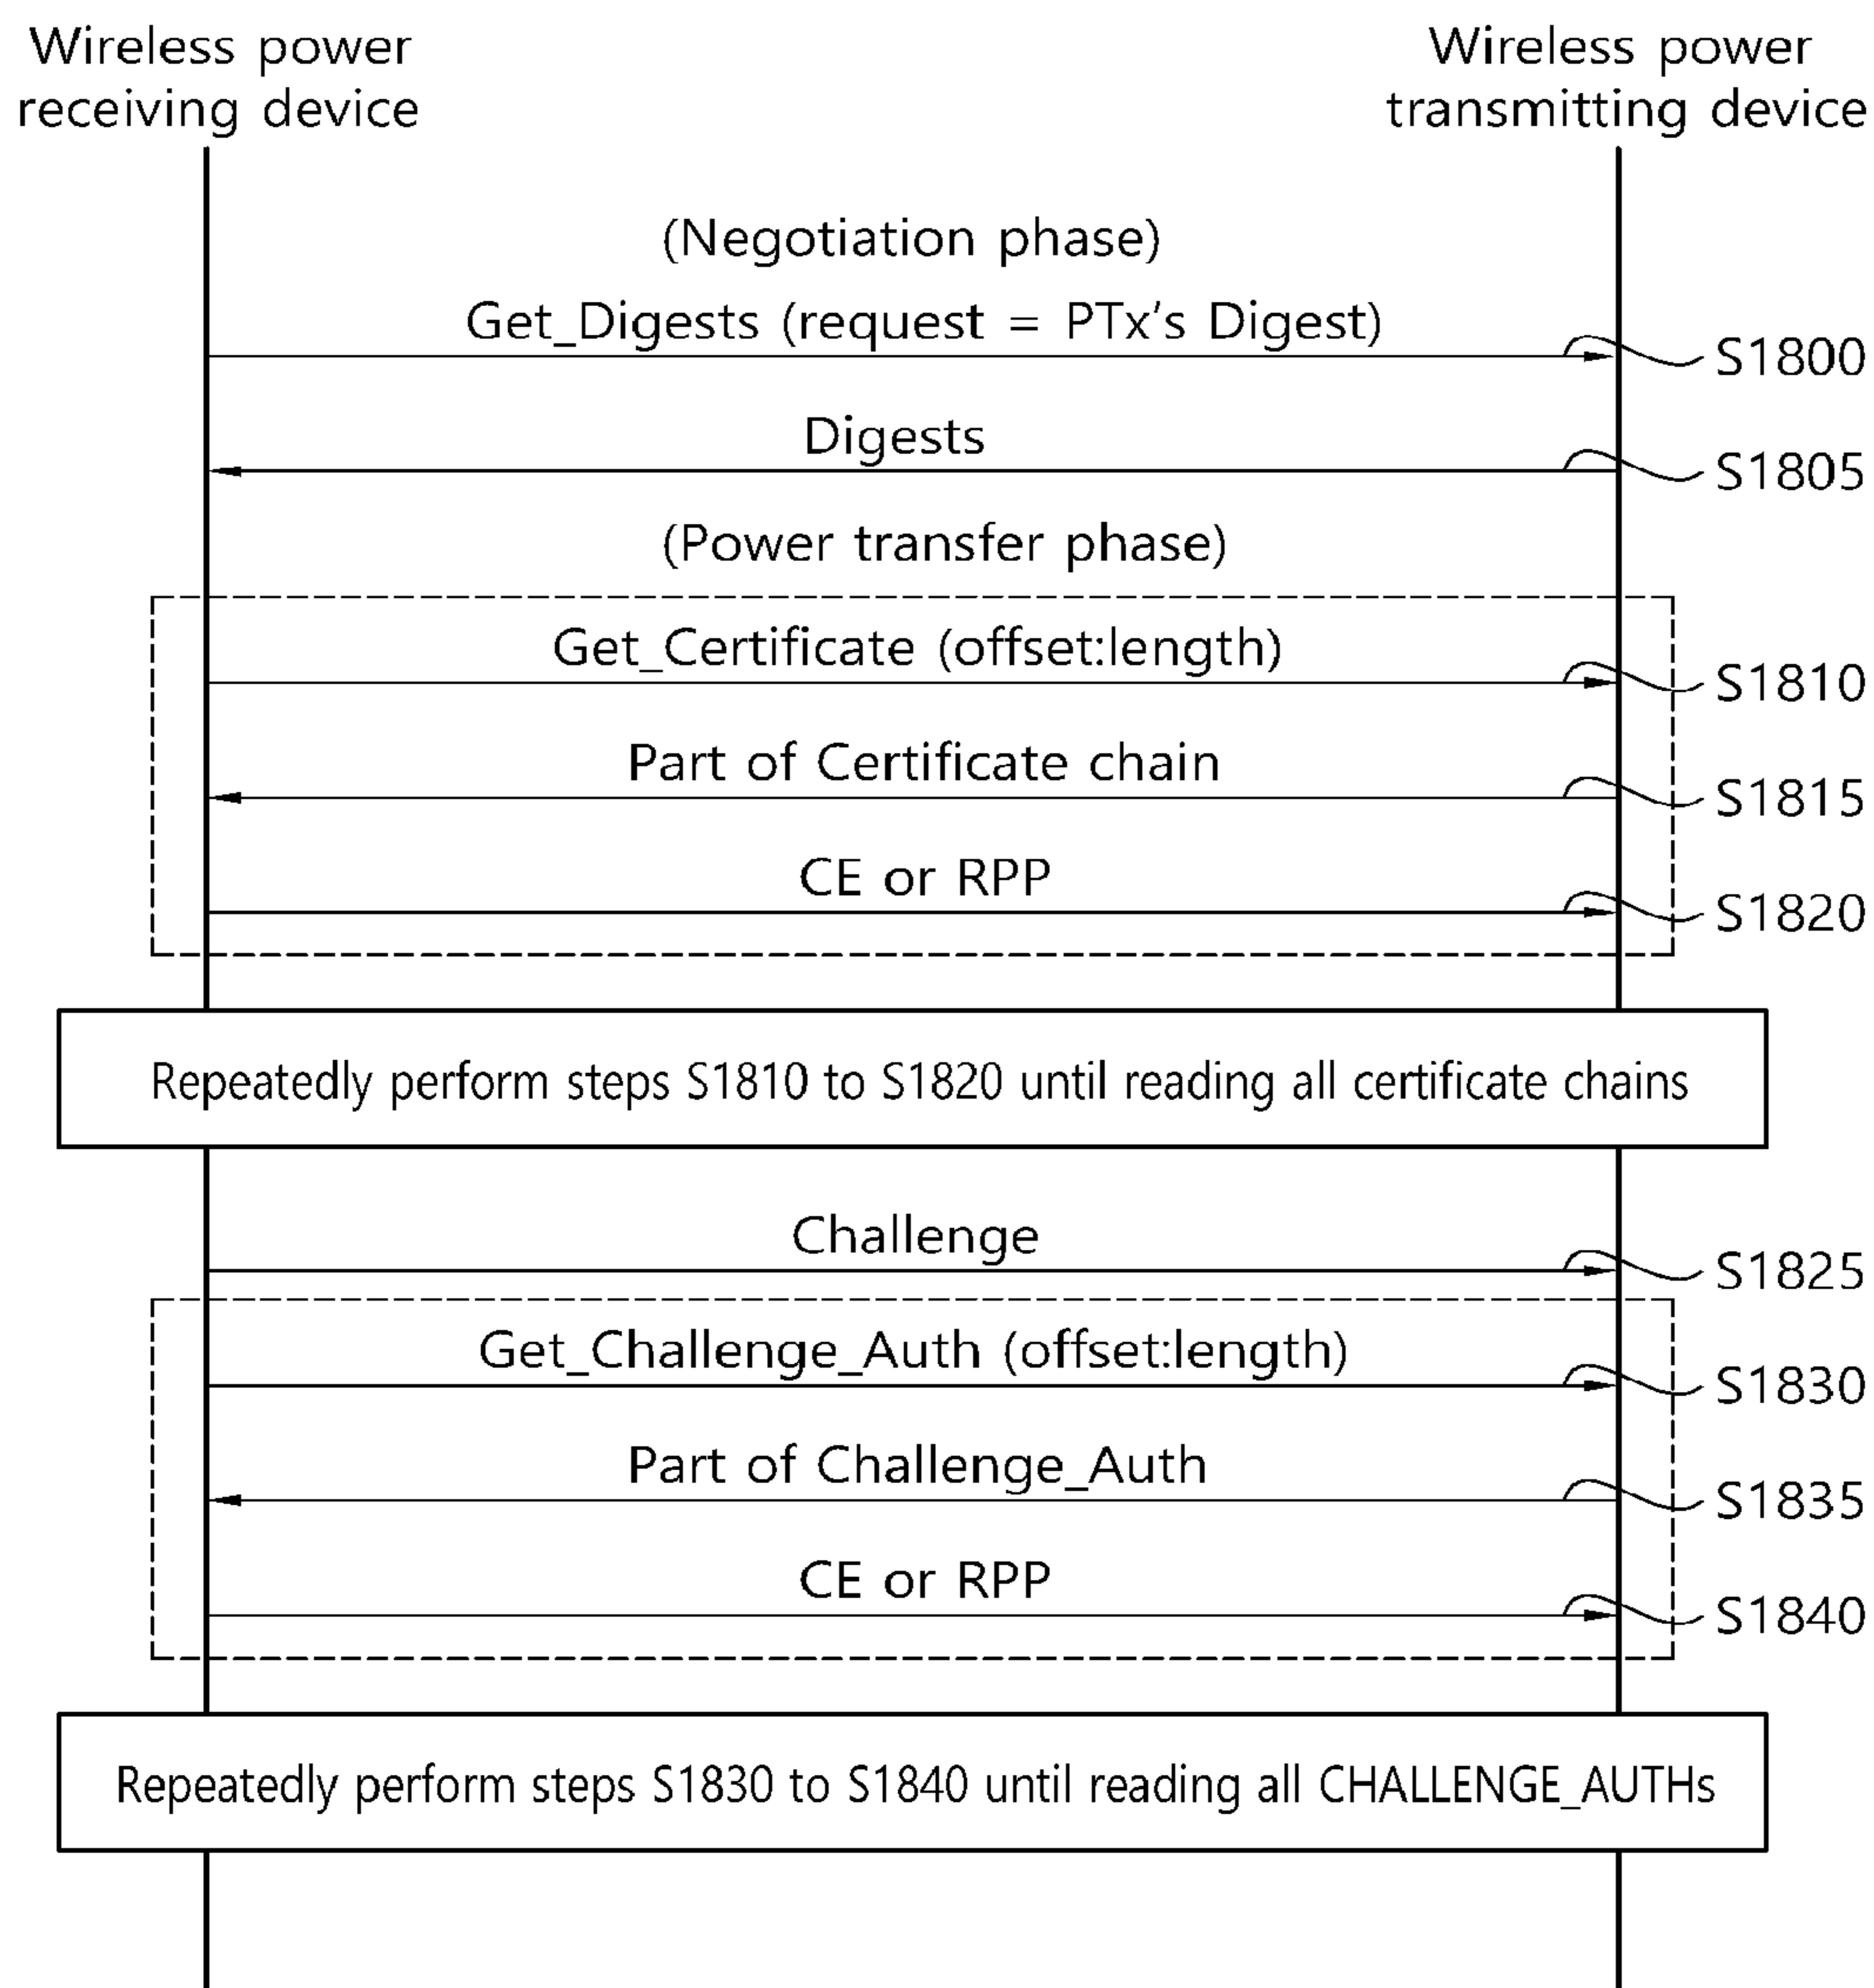 Wireless power
receiving device
Wireless power
transmitting device
(Negotiation phase)
Get_Digests (request = PTx's Digest)
S1800
Digests
S1805
(Power transfer phase)
Get_Certificate (offset:length)
S1810
Part of Certificate chain
S1815
CE or RPP
S1820
Repeatedly perform steps S1810 to S1820 until reading all certificate chains
Challenge
S1825
Get_Challenge_Auth (offset:length)
S1830
Part of Challenge_Auth
S1835
CE or RPP
S1840
Repeatedly perform steps S1830 to S1840 until reading all CHALLENGE_AUTHs